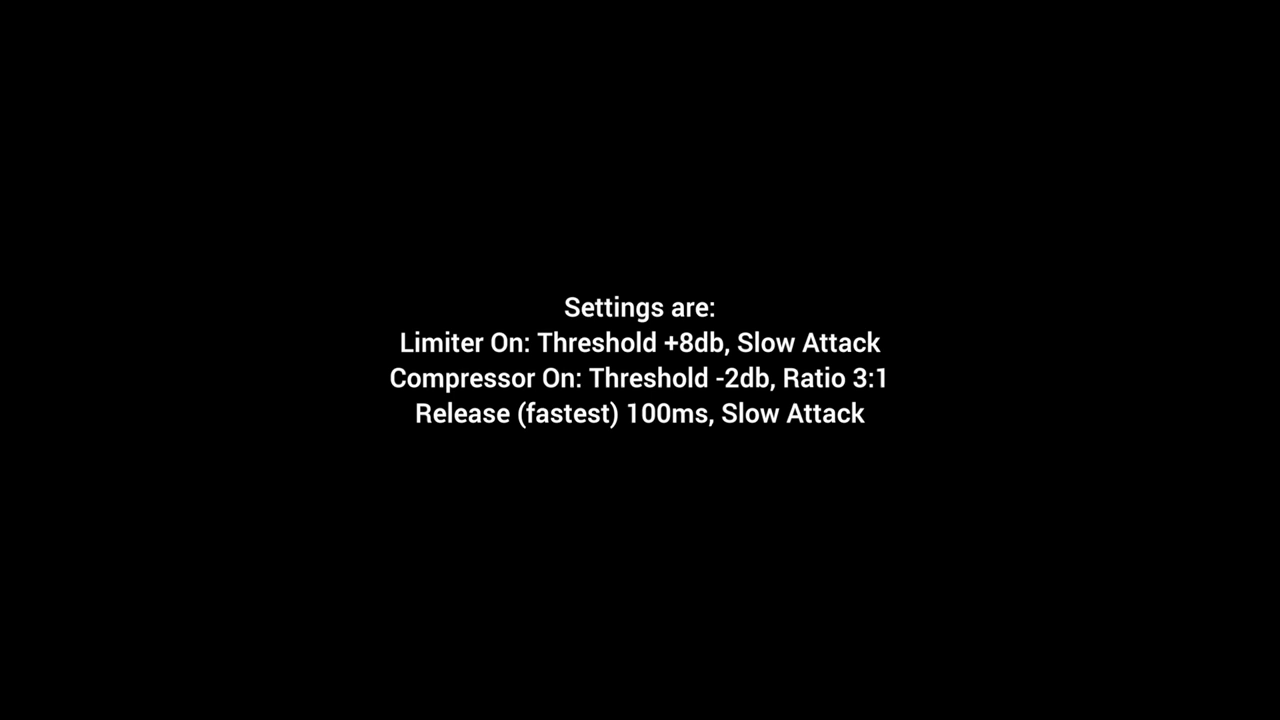 Settings are:
Limiter On: Threshold +8db, Slow Attack
Compressor On: Threshold -2db, Ratio 3:1
Release (fastest) 100ms, Slow Attack